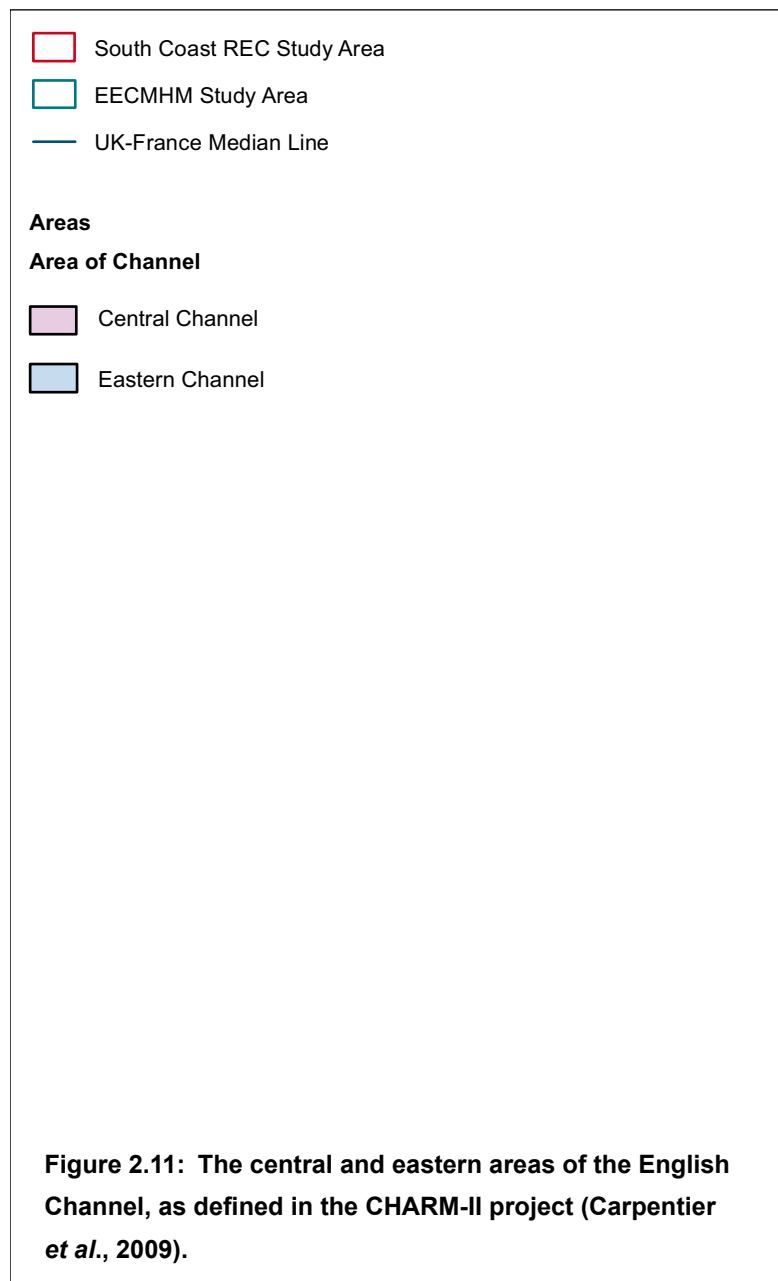 South Coast REC Study Area
EECMHM Study Area
UK-France Median Line
Areas
Area of Channel
Central Channel
Eastern Channel
Figure 2.11: The central and eastern areas of the English
Channel, as defined in the CHARM-II project (Carpentier
et al., 2009).